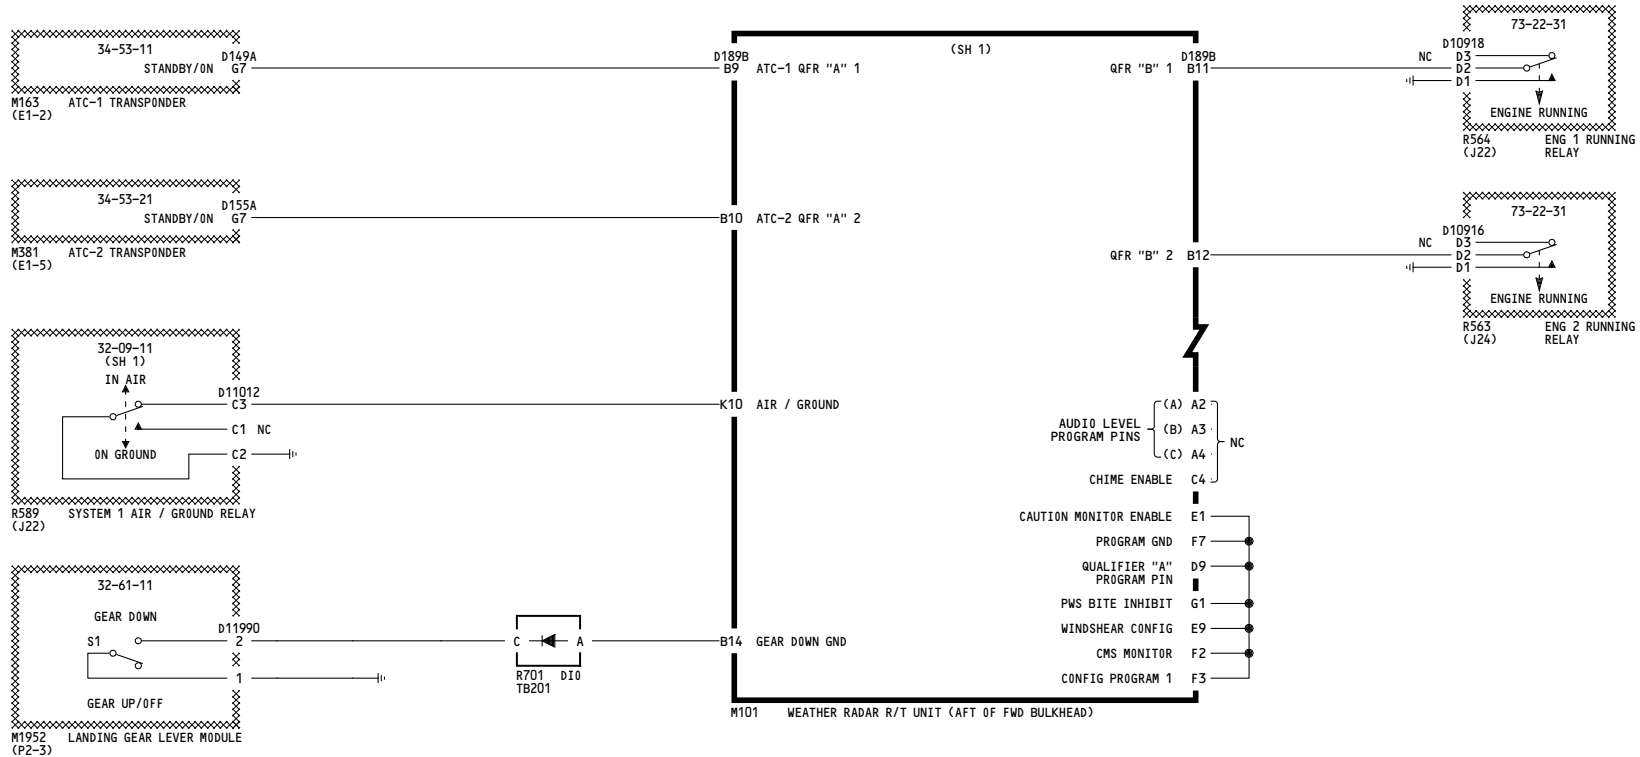 34-53-11
D149A
STANDBY/ON G7
M163 ATC-1 TRANSPONDER
(E1-2)
34-53-21
D155A
STANDBY/ON G7
M381 ATC-2 TRANSPONDER
(E1-5)
32-09-11
(SH 1)
IN AIR
D11012
C3
C1 NC
ON GROUND
C2
R589 SYSTEM 1 AIR / GROUND RELAY
(J22)
32-61-11
GEAR DOWN
D11990
S1
2
1
GEAR UP/OFF
M1952 LANDING GEAR LEVER MODULE
(P2-3)
C A
R701 DIO
TB201
(SH 1)
D189B
B9 ATC-1 QFR "A" 1
B10 ATC-2 QFR "A" 2
K10 AIR / GROUND
B14 GEAR DOWN GND
D189B
QFR "B" 1 B11
QFR "B" 2 B12
AUDIO LEVEL
PROGRAM PINS
(A) A2
(B) A3
(C) A4
NC
CHIME ENABLE C4
CAUTION MONITOR ENABLE E1
PROGRAM GND F7
QUALIFIER "A" D9
PROGRAM PIN
PWS BITE INHIBIT G1
WINDSHEAR CONFIG E9
CMS MONITOR F2
CONFIG PROGRAM 1 F3
M101 WEATHER RADAR R/T UNIT (AFT OF FWD BULKHEAD)
73-22-31
D10918
NC D3
D2
D1
ENGINE RUNNING
R564 ENG 1 RUNNING
(J22) RELAY
73-22-31
D10916
NC D3
D2
D1
ENGINE RUNNING
R563 ENG 2 RUNNING
(J24) RELAY